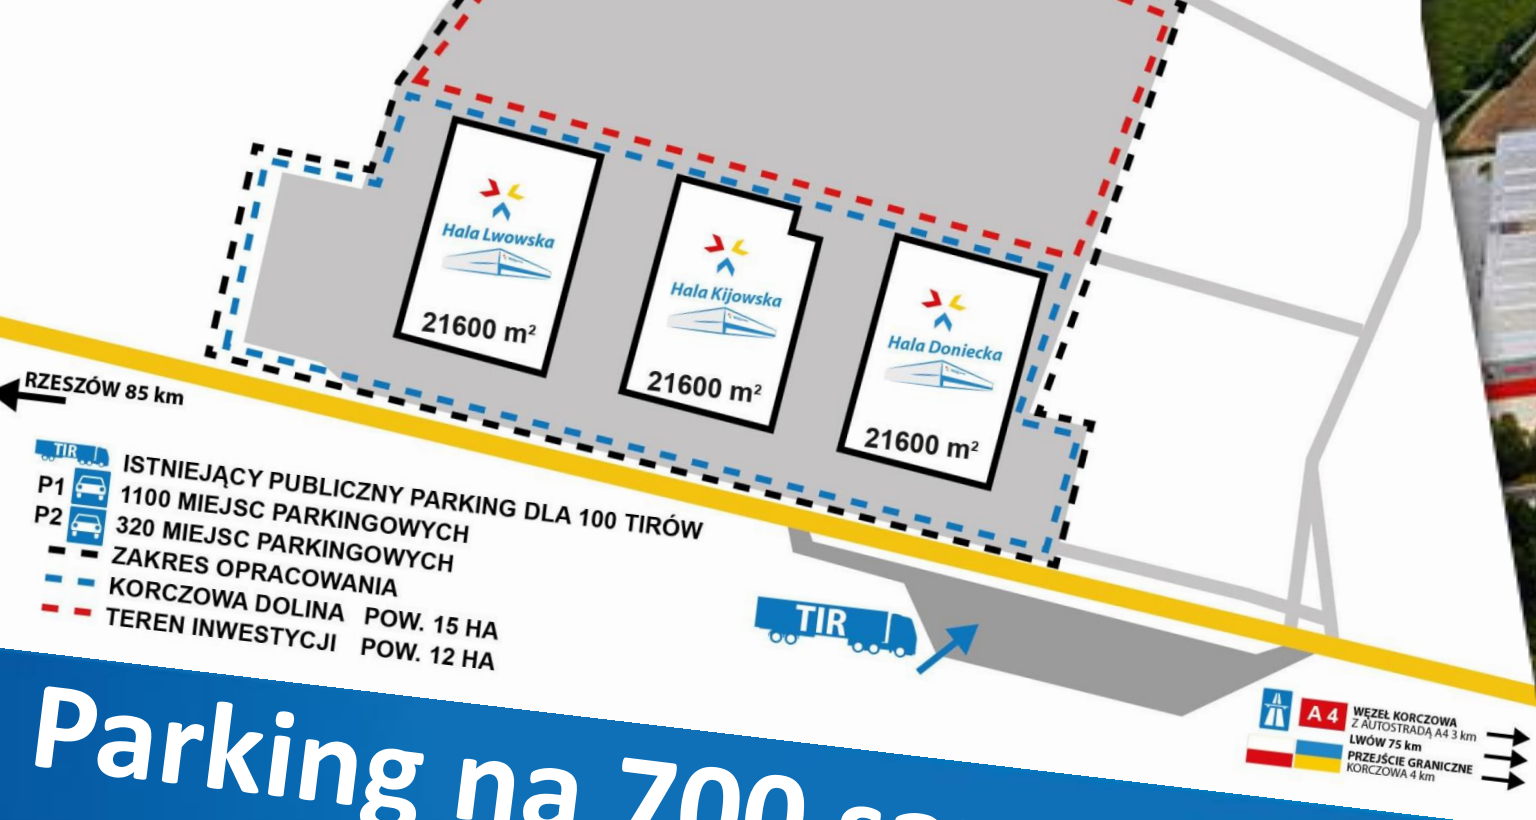 Hala Lwowska
21600 m²
Hala Kijowska
21600 m²
Hala Doniecka
21600 m²
RZESZÓW 85 km
TIR ISTNIEJĄCY PUBLICZNY PARKING DLA 100 TIRÓW
P1 1100 MIEJSC PARKINGOWYCH
P2 320 MIEJSC PARKINGOWYCH
ZAKRES OPRACOWANIA
KORCZOWA DOLINA POW. 15 HA
TEREN INWESTYCJI POW. 12 HA
TIR
A 4 WĘZEŁ KORCZOWA
Z AUTOSTRADĄ A4 3 km
LWÓW 75 km
PRZEJŚCIE GRANICZNE
KORCZOWA 4 km
Parking na 700